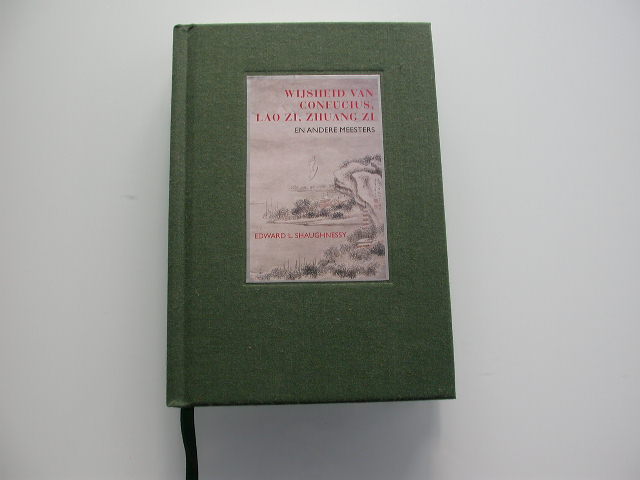 WIJSHEID VAN
CONFUCIUS,
LAO ZI, ZHUANG ZI
EN ANDERE MEESTERS
EDWARD L. SHAUGHNESSY